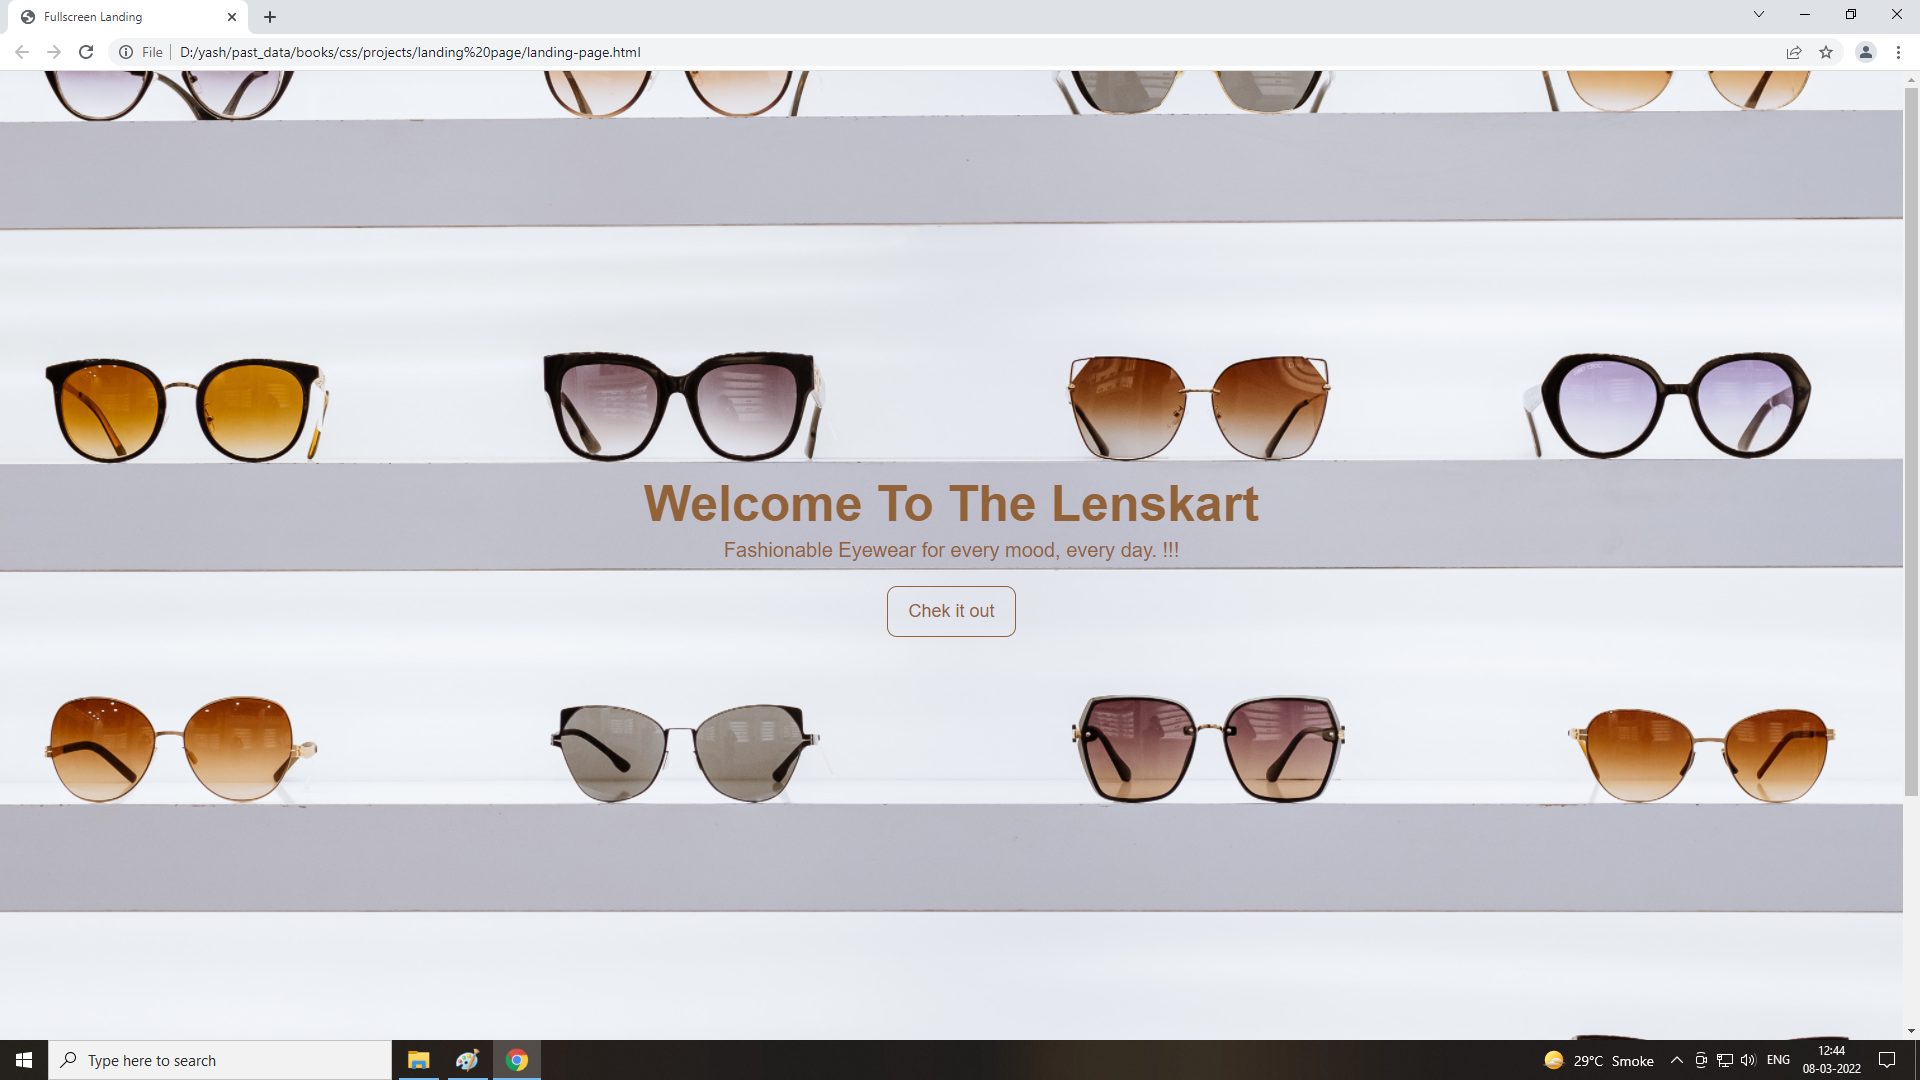 Fullscreen Landing
File
D:/yash/past_data/books/css/projects/landing%20page/landing-page.html
Welcome To The Lenskart
Fashionable Eyewear for every mood, every day. !!!
Chek it out
Type here to search
29°C Smoke
ENG
12:44
08-03-2022